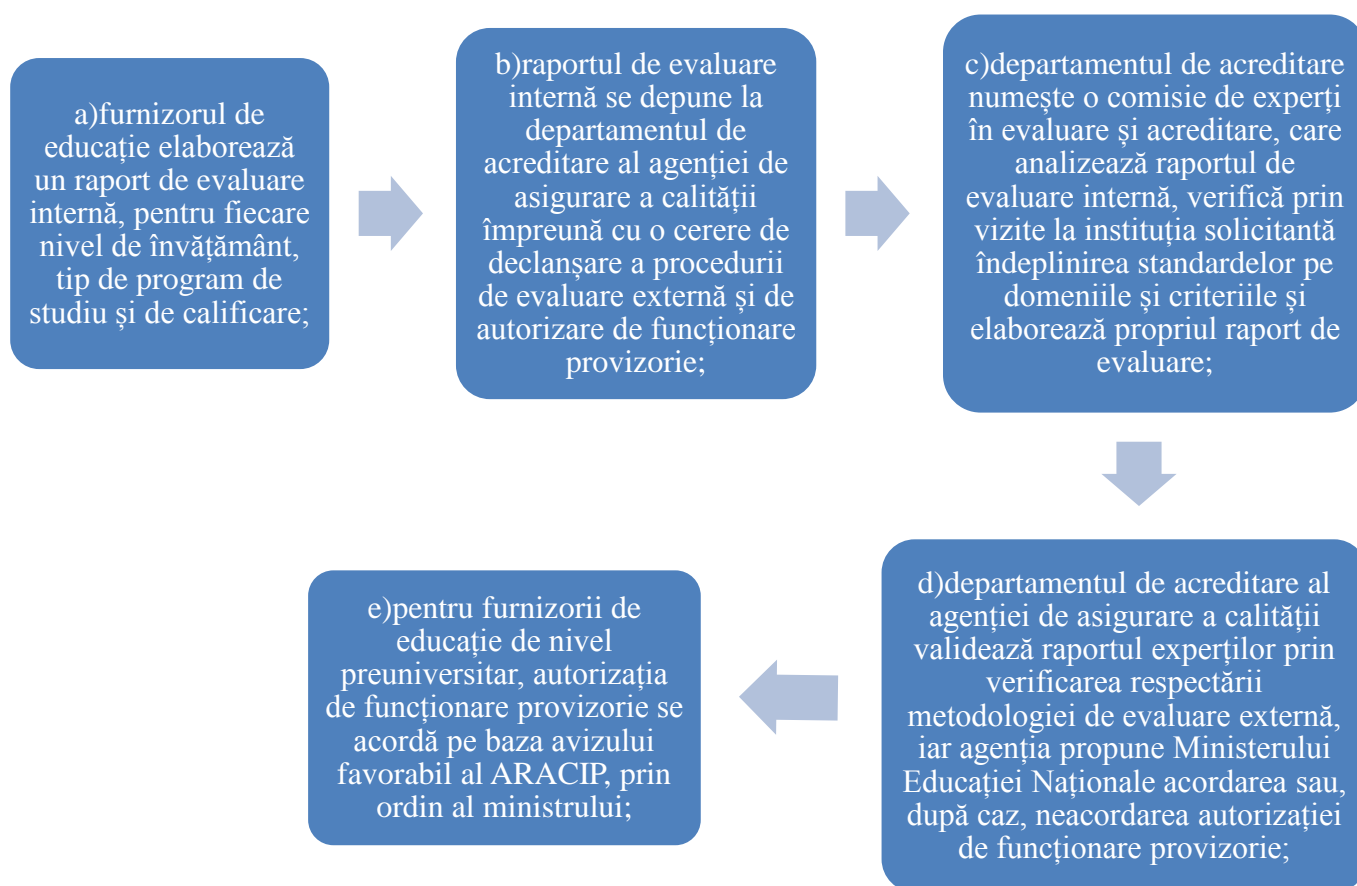 a)furnizorul de
educație elaborează
un raport de evaluare
internă, pentru fiecare
nivel de învățământ,
tip de program de
studiu și de calificare;
b)raportul de evaluare
internă se depune la
departamentul de
acreditare al agenției de
asigurare a calității
împreună cu o cerere de
declanșare a procedurii
de evaluare externă și de
autorizare de funcționare
provizorie;
c)departamentul de acreditare
numește o comisie de experți
în evaluare și acreditare, care
analizează raportul de
evaluare internă, verifică prin
vizite la instituția solicitantă
îndeplinirea standardelor pe
domeniile și criteriile și
elaborează propriul raport de
evaluare;
d)departamentul de acreditare al
agenției de asigurare a calității
validează raportul experților prin
verificarea respectării
metodologiei de evaluare externă,
iar agenția propune Ministerului
Educației Naționale acordarea sau,
după caz, neacordarea autorizației
de funcționare provizorie;
e)pentru furnizorii de
educație de nivel
preuniversitar, autorizația
de funcționare provizorie se
acordă pe baza avizului
favorabil al ARACIP, prin
ordin al ministrului;